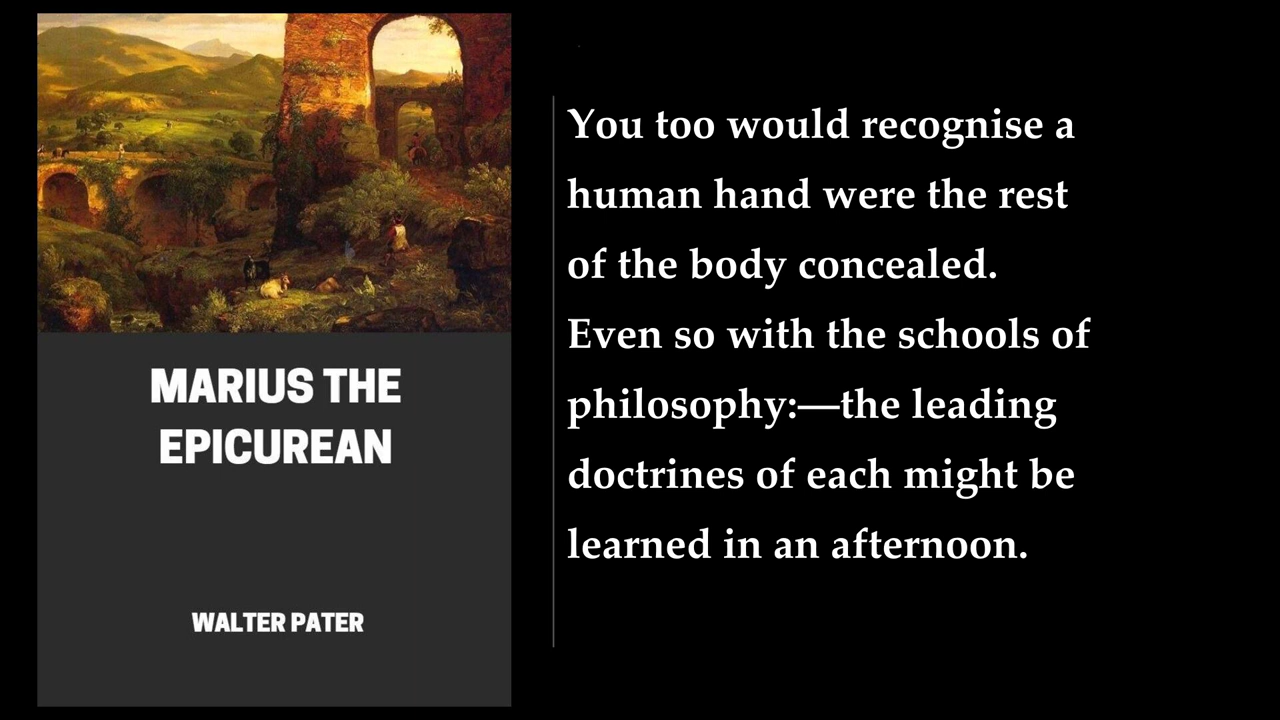 MARIUS THE
EPICUREAN
WALTER PATER
You too would recognise a
human hand were the rest
of the body concealed.
Even so with the schools of
philosophy:—the leading
doctrines of each might be
learned in an afternoon.